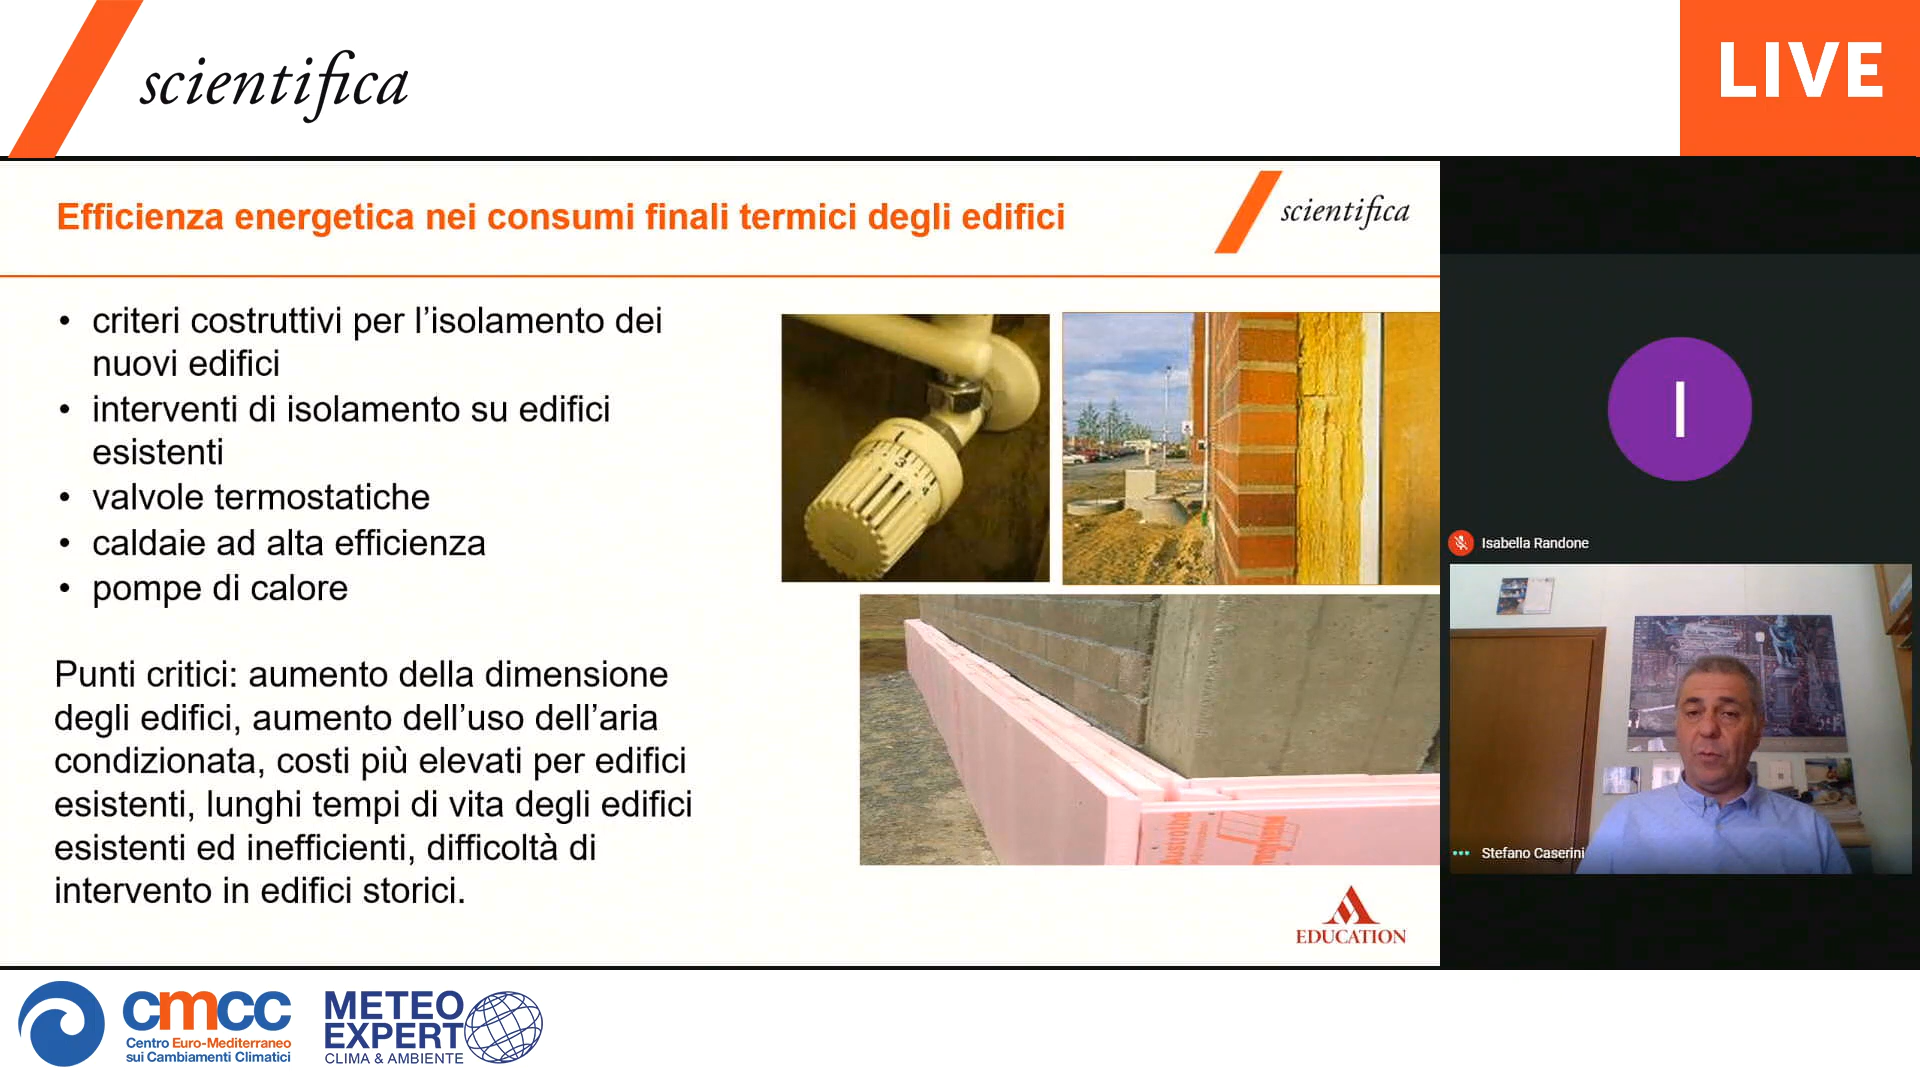 scientifica
LIVE
Efficienza energetica nei consumi finali termici degli edifici
scientifica
• criteri costruttivi per l’isolamento dei
nuovi edifici
• interventi di isolamento su edifici
esistenti
• valvole termostatiche
• caldaie ad alta efficienza
• pompe di calore
Punti critici: aumento della dimensione
degli edifici, aumento dell’uso dell’aria
condizionata, costi più elevati per edifici
esistenti, lunghi tempi di vita degli edifici
esistenti ed inefficienti, difficoltà di
intervento in edifici storici.
3
4
Austrotherm
EDUCATION
I
Isabella Randone
Stefano Caserini
cmcc
Centro Euro-Mediterraneo
sui Cambiamenti Climatici
METEO
EXPERT
CLIMA & AMBIENTE